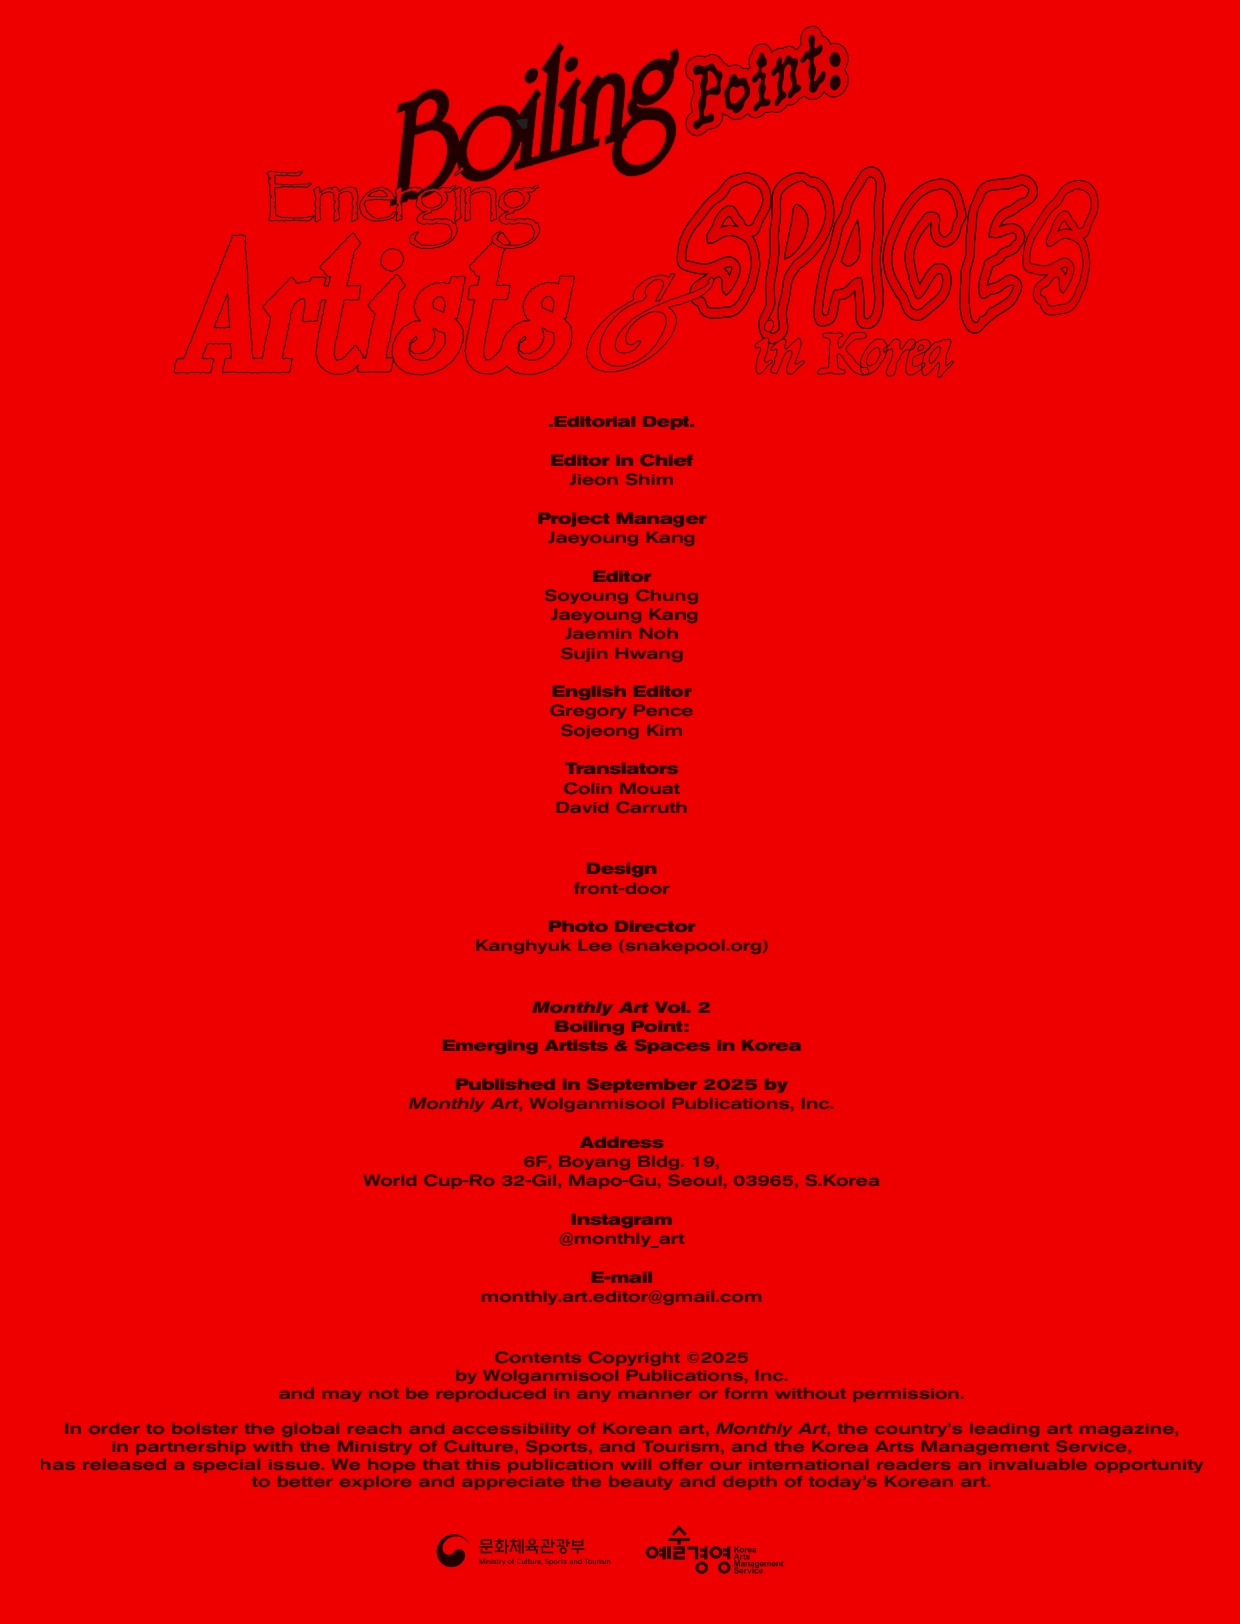 Boiling Point:
Emerging
Artists & SPACES
in Korea
.Editorial Dept.
Editor in Chief
Jieon Shim
Project Manager
Jaeyoung Kang
Editor
Soyoung Chung
Jaeyoung Kang
Jaemin Noh
Sujin Hwang
English Editor
Gregory Pence
Sojeong Kim
Translators
Colin Mouat
David Carruth
Design
front-door
Photo Director
Kanghyuk Lee (snakepool.org)
Monthly Art Vol. 2
Boiling Point:
Emerging Artists & Spaces in Korea
Published in September 2025 by
Monthly Art, Wolganmisool Publications, Inc.
Address
6F, Boyang Bldg. 19,
World Cup-Ro 32-Gil, Mapo-Gu, Seoul, 03965, S.Korea
Instagram
@monthly_art
E-mail
monthly.art.editor@gmail.com
Contents Copyright ©2025
by Wolganmisool Publications, Inc.
and may not be reproduced in any manner or form without permission.
In order to bolster the global reach and accessibility of Korean art, Monthly Art, the country’s leading art magazine,
in partnership with the Ministry of Culture, Sports, and Tourism, and the Korea Arts Management Service,
has released a special issue. We hope that this publication will offer our international readers an invaluable opportunity
to better explore and appreciate the beauty and depth of today’s Korean art.
문화체육관광부
Ministry of Culture, Sports and Tourism
예술경영
Korea
Arts
Management
Service